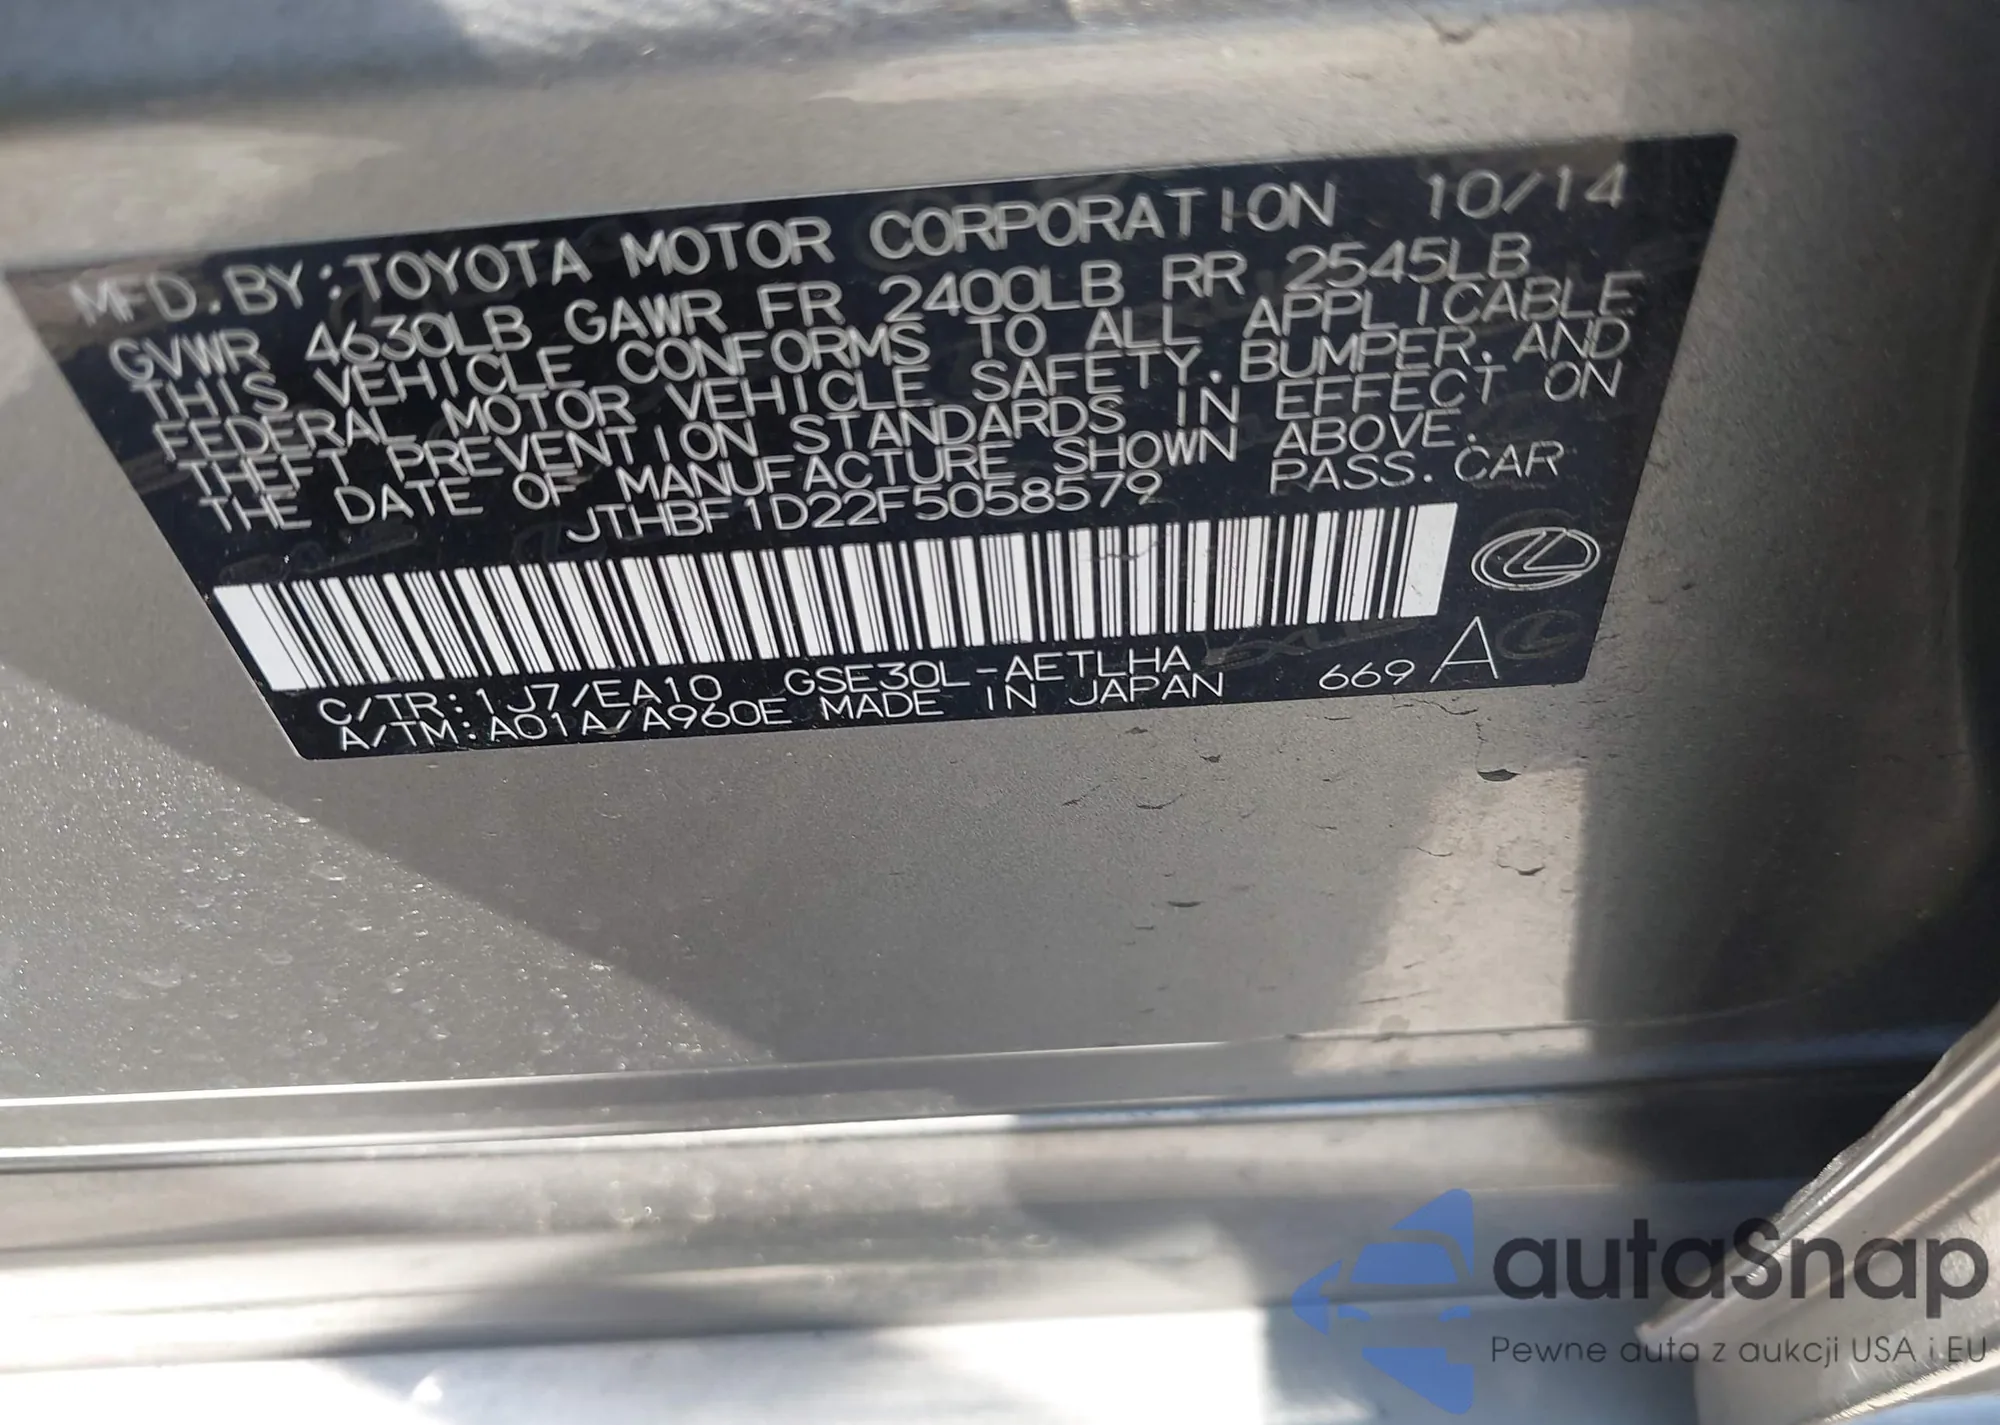 MFD. BY: TOYOTA MOTOR CORPORATION 10/14
GVWR 4630LB GAWR FR 2400LB RR 2545LB
THIS VEHICLE CONFORMS TO ALL APPLICABLE
FEDERAL MOTOR VEHICLE SAFETY, BUMPER, AND
THEFT PREVENTION STANDARDS IN EFFECT ON
THE DATE OF MANUFACTURE SHOWN ABOVE.
JTHBF1D22F5058579 PASS. CAR
C/TR: 1J7/EA10 GSE30L-AETLHA
A/TM: A01A/A960E MADE IN JAPAN 669 A
autaSnap
Pewne auta z aukcji USA i EU